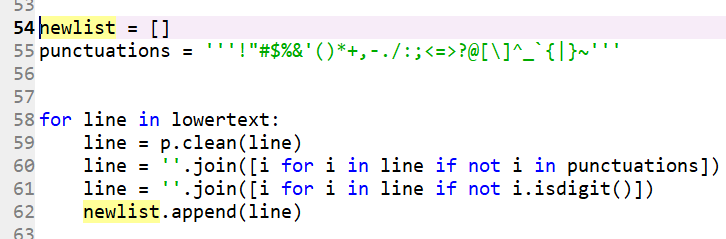 53
54 newlist = []
55 punctuations = '''!"#$%&'()*+,-./:;<=>?@[\]^_`{|}~'''
56
57
58 for line in lowertext:
59     line = p.clean(line)
60     line = ''.join([i for i in line if not i in punctuations])
61     line = ''.join([i for i in line if not i.isdigit()])
62     newlist.append(line)
63